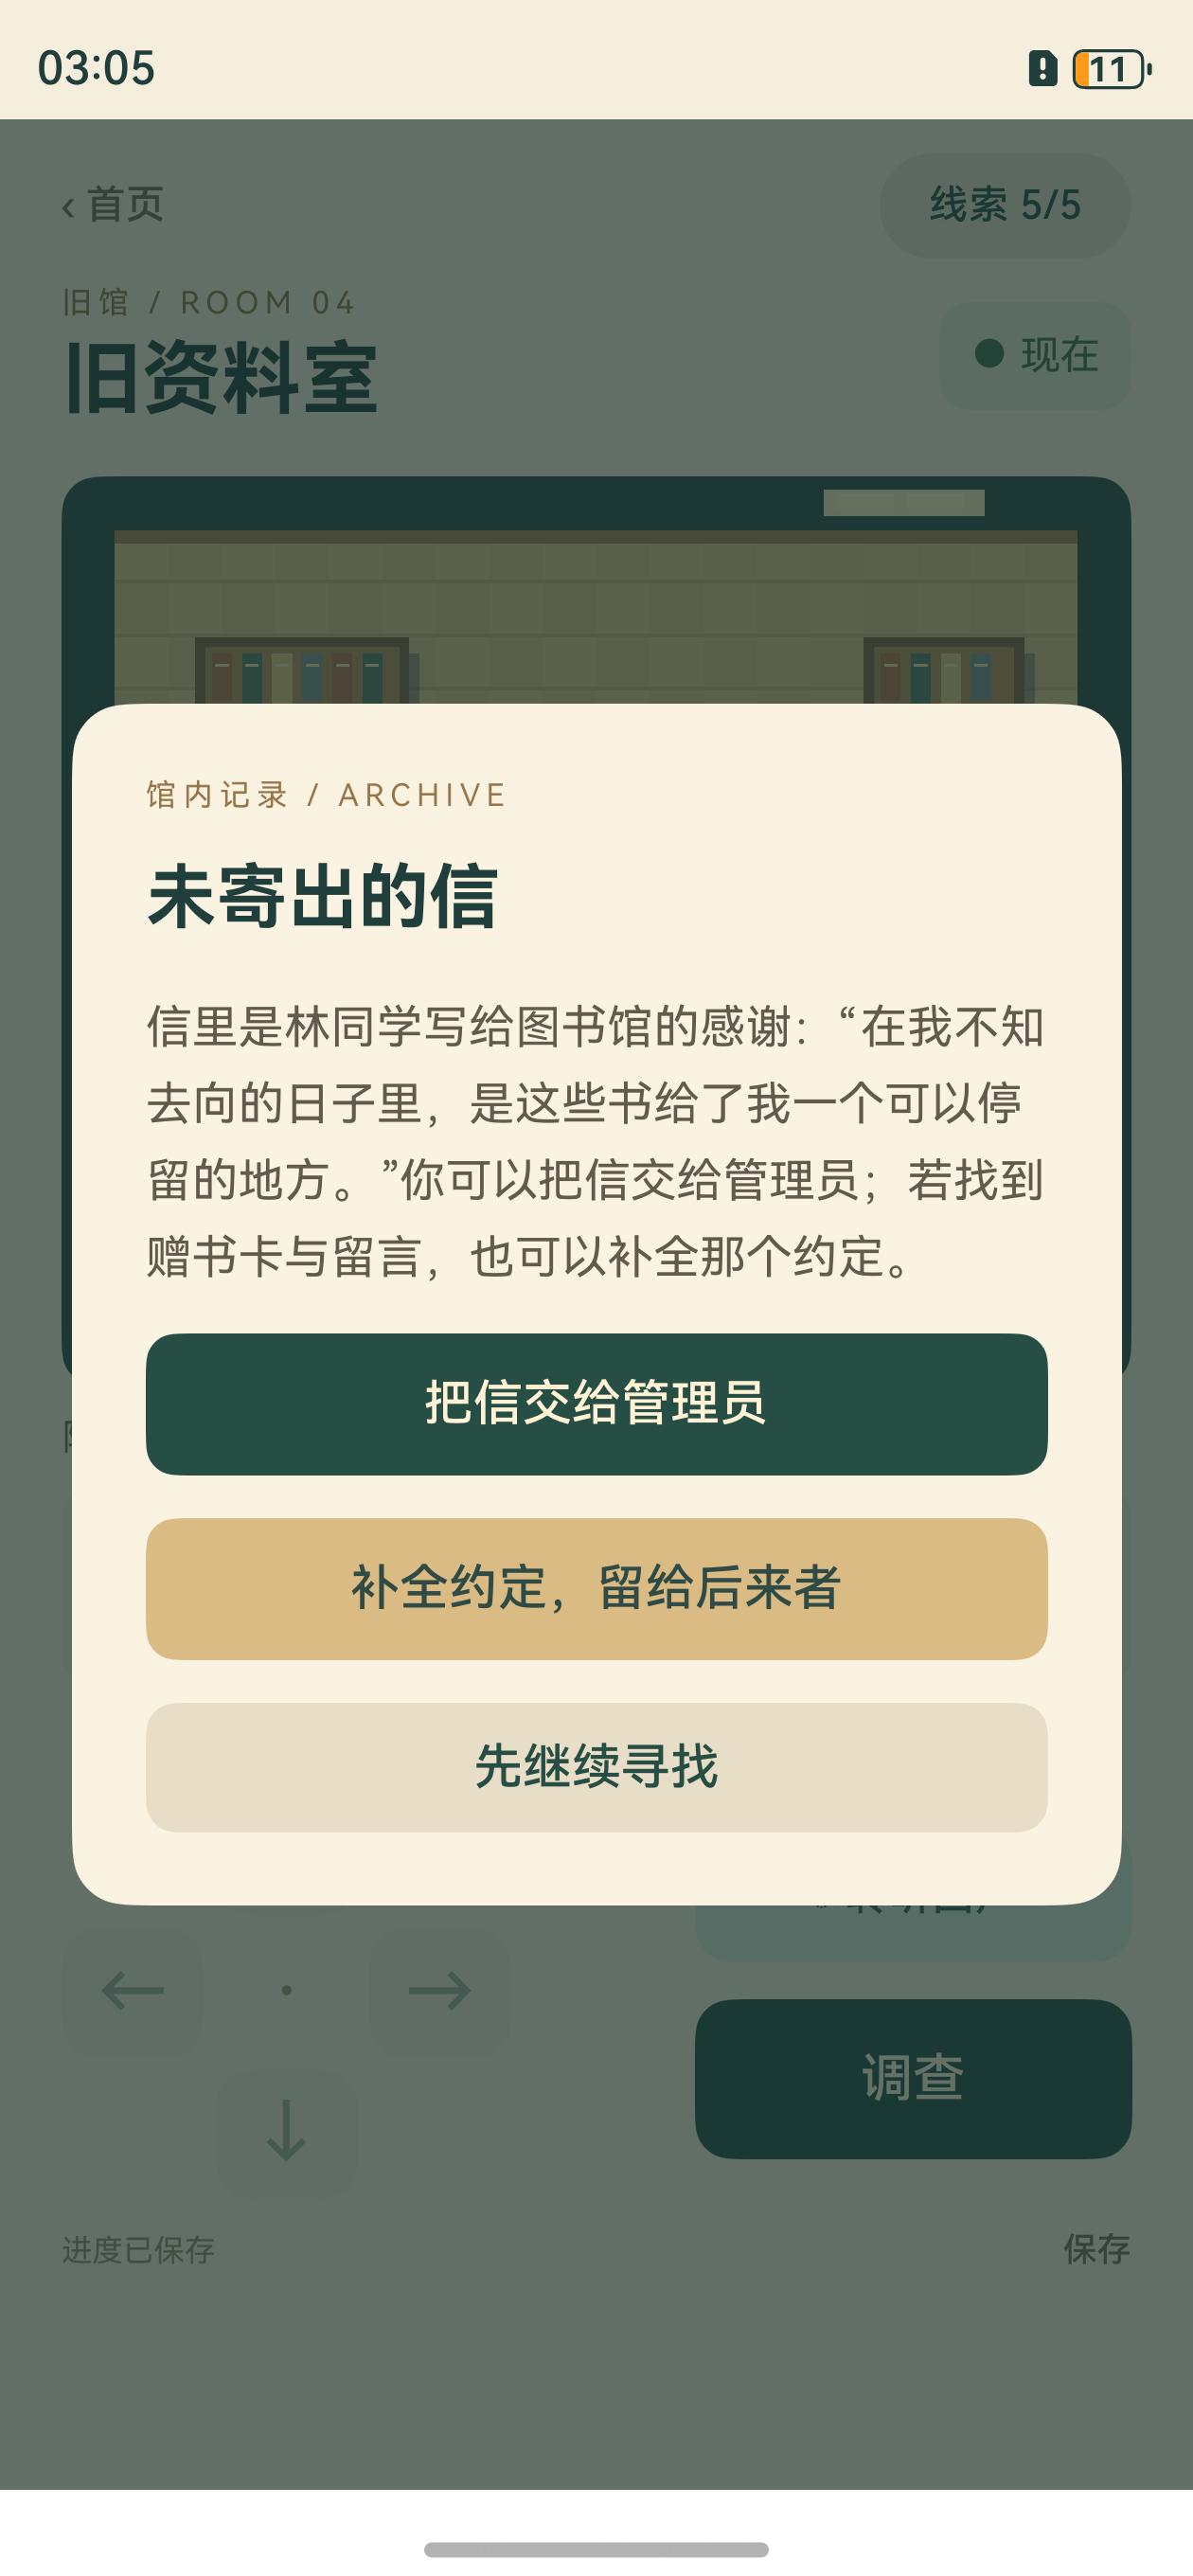 03:05
11
‹ 首页
线索 5/5
旧馆 / ROOM 04
旧资料室
现在
馆内记录 / ARCHIVE
未寄出的信
信里是林同学写给图书馆的感谢：“在我不知
去向的日子里，是这些书给了我一个可以停
留的地方。”你可以把信交给管理员；若找到
赠书卡与留言，也可以补全那个约定。
把信交给管理员
补全约定，留给后来者
先继续寻找
调查
进度已保存
保存